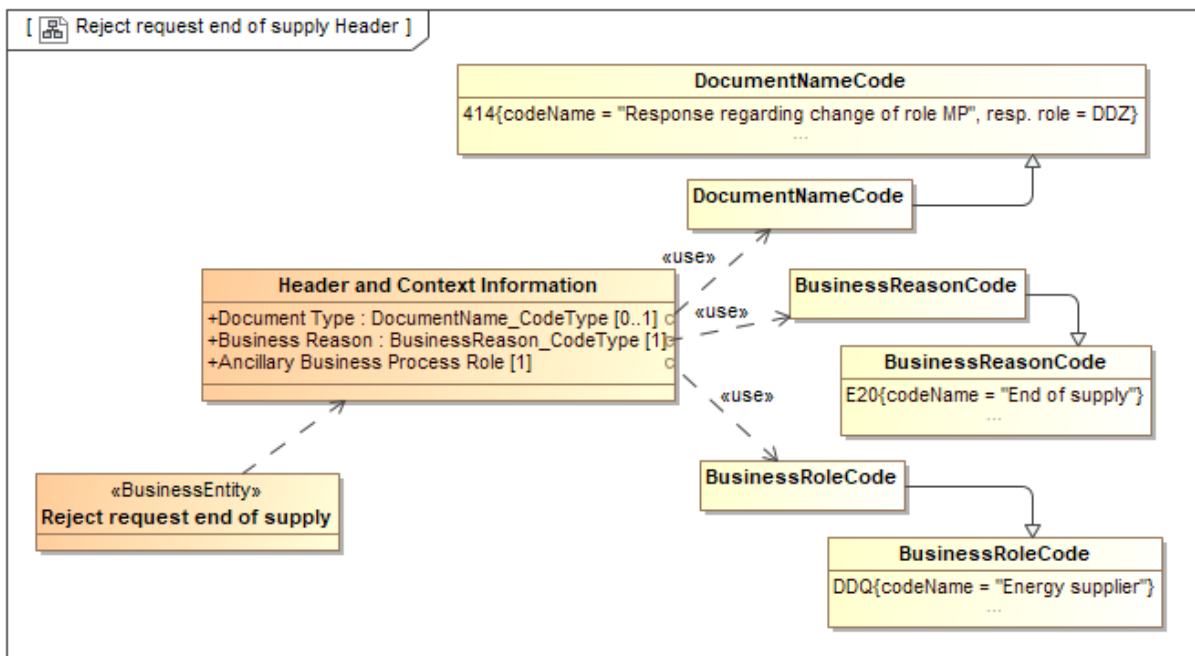 [ Reject request end of supply Header ]
DocumentNameCode
414{codeName = "Response regarding change of role MP", resp. role = DDZ}
...
DocumentNameCode
«use»
Header and Context Information
+Document Type : DocumentName_CodeType [0..1]
+Business Reason : BusinessReason_CodeType [1]
+Ancillary Business Process Role [1]
BusinessReasonCode
«use»
BusinessReasonCode
E20{codeName = "End of supply"}
...
«use»
BusinessRoleCode
«BusinessEntity»
Reject request end of supply
BusinessRoleCode
DDQ{codeName = "Energy supplier"}
...